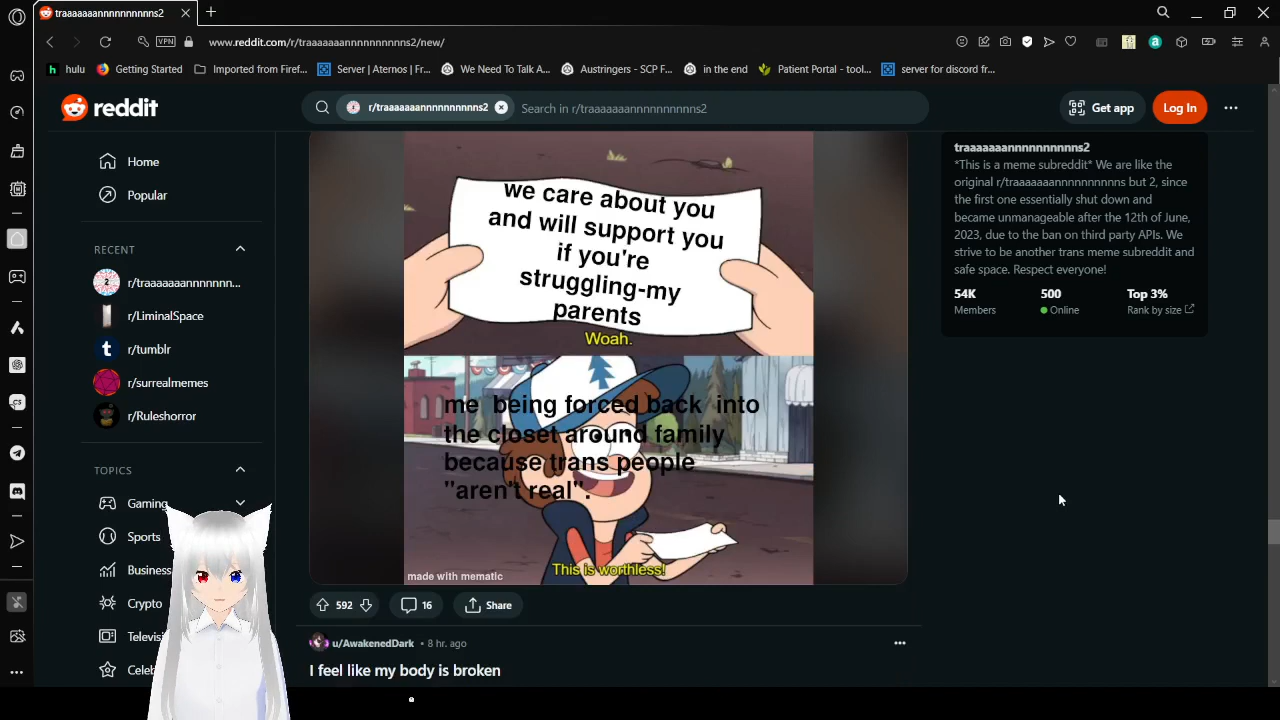 traaaaaaannnnnnnnnns2
VPN
www.reddit.com/r/traaaaaaannnnnnnnnns2/new/
hulu
Getting Started
Imported from Firef...
Server | Aternos | Fr...
We Need To Talk A...
Austringers - SCP F...
in the end
Patient Portal - tool...
server for discord fr...
reddit
r/traaaaaaannnnnnnnnns2
Search in r/traaaaaaannnnnnnnnns2
Get app
Log In
Home
Popular
RECENT
r/traaaaaaannnnnnn...
r/LiminalSpace
r/tumblr
r/surrealmemes
r/Ruleshorror
TOPICS
Gaming
Sports
Business
Crypto
Televisi
Celeb
we care about you
and will support you
if you're
struggling-my
parents
Woah.
me being forced back into
the closet around family
because trans people
"aren't real".
This is worthless!
made with mematic
592
16
Share
u/AwakenedDark • 8 hr. ago
I feel like my body is broken
traaaaaaannnnnnnnnns2
*This is a meme subreddit* We are like the
original r/traaaaaaannnnnnnnnns but 2, since
the first one essentially shut down and
became unmanageable after the 12th of June,
2023, due to the ban on third party APIs. We
strive to be another trans meme subreddit and
safe space. Respect everyone!
54K
Members
500
Online
Top 3%
Rank by size